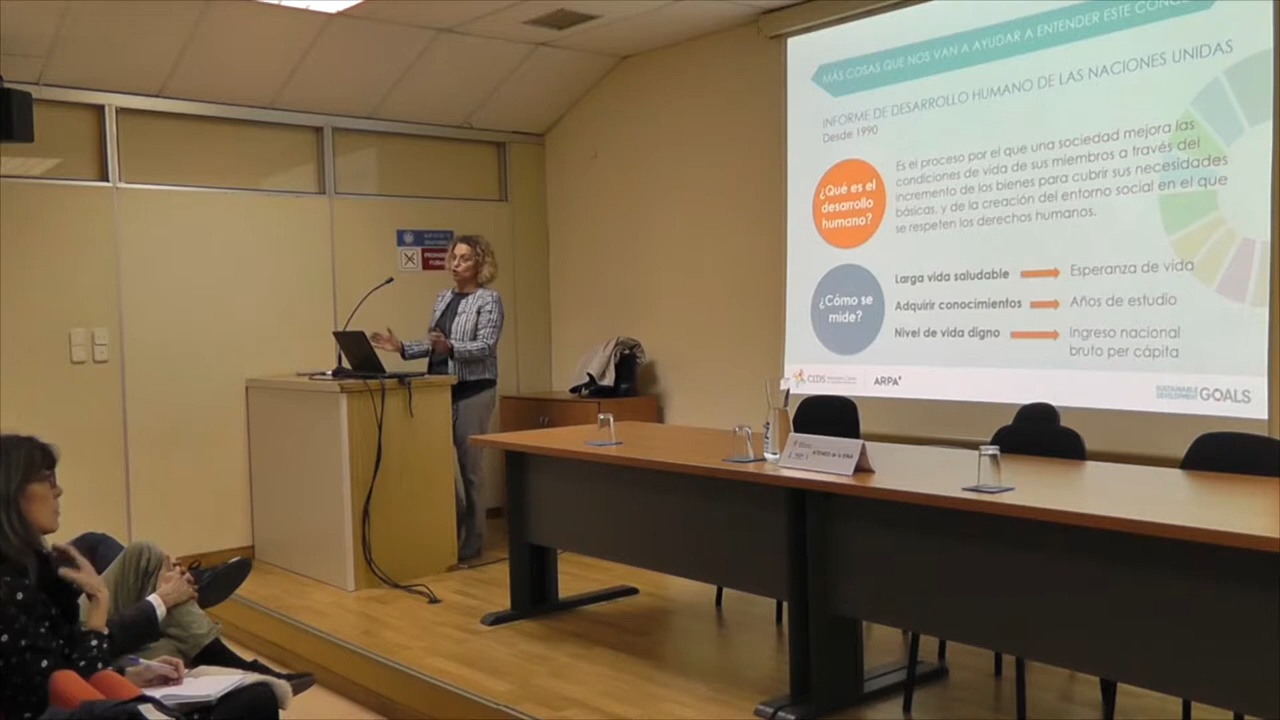 MÁS COSAS QUE NOS VAN A AYUDAR A ENTENDER ESTE
INFORME DE DESARROLLO HUMANO DE LAS NACIONES UNIDAS
Desde 1990
¿Qué es el
desarrollo
humano?
Es el proceso por el que una sociedad mejora las
condiciones de vida de sus miembros a través del
incremento de los bienes para cubrir sus necesidades
básicas, y de la creación del entorno social en el que
se respeten los derechos humanos.
¿Cómo se
mide?
Larga vida saludable
Esperanza de vida
Adquirir conocimientos
Años de estudio
Nivel de vida digno
Ingreso nacional
bruto per cápita
CIDS
ARPA
SUSTAINABLE
DEVELOPMENT
GOALS